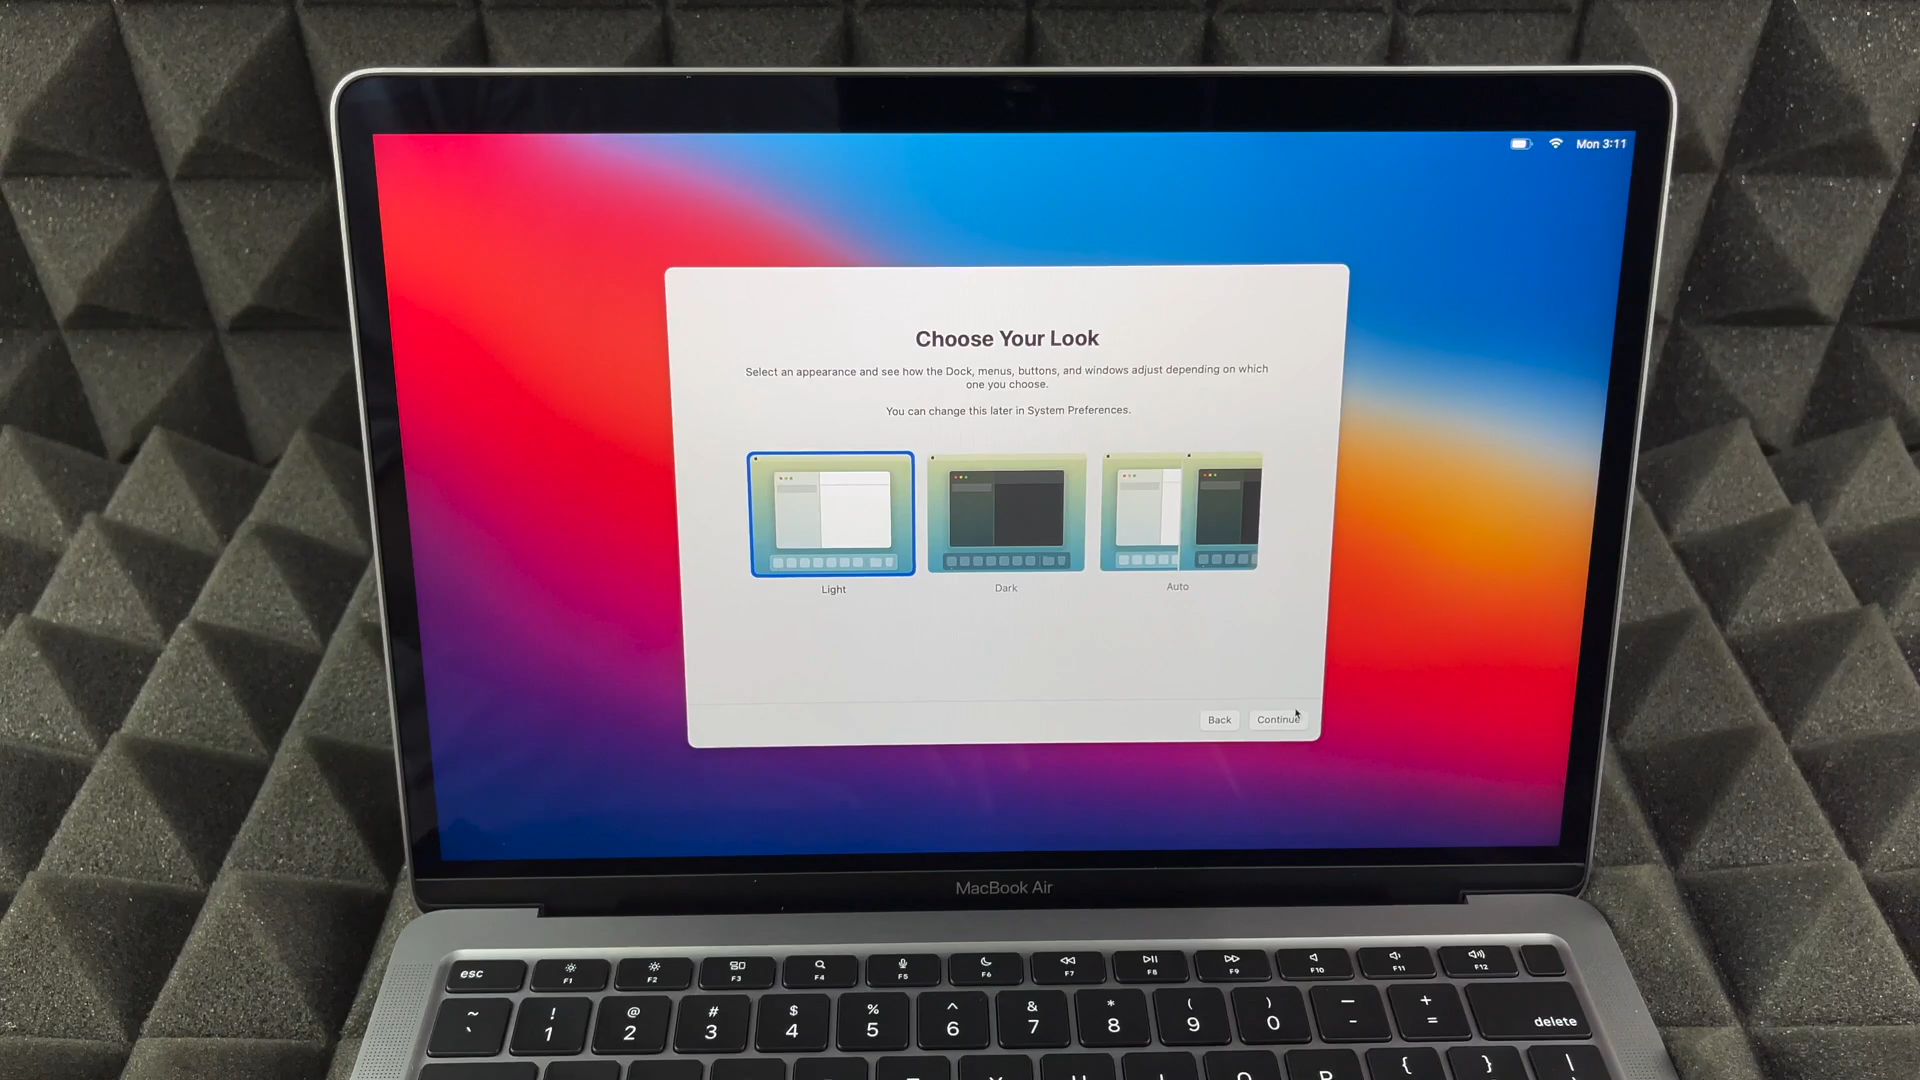 Mon 3:11
Choose Your Look
Select an appearance and see how the Dock, menus, buttons, and windows adjust depending on which
one you choose.
You can change this later in System Preferences.
Light Dark Auto
Back Continue
MacBook Air
esc F1 F2 F3 F4 F5 F6 F7 F8 F9 F10 F11 F12
~ ! @ # $ % ^ & * ( ) — +
` 1 2 3 4 5 6 7 8 9 0 - = delete
{ } |